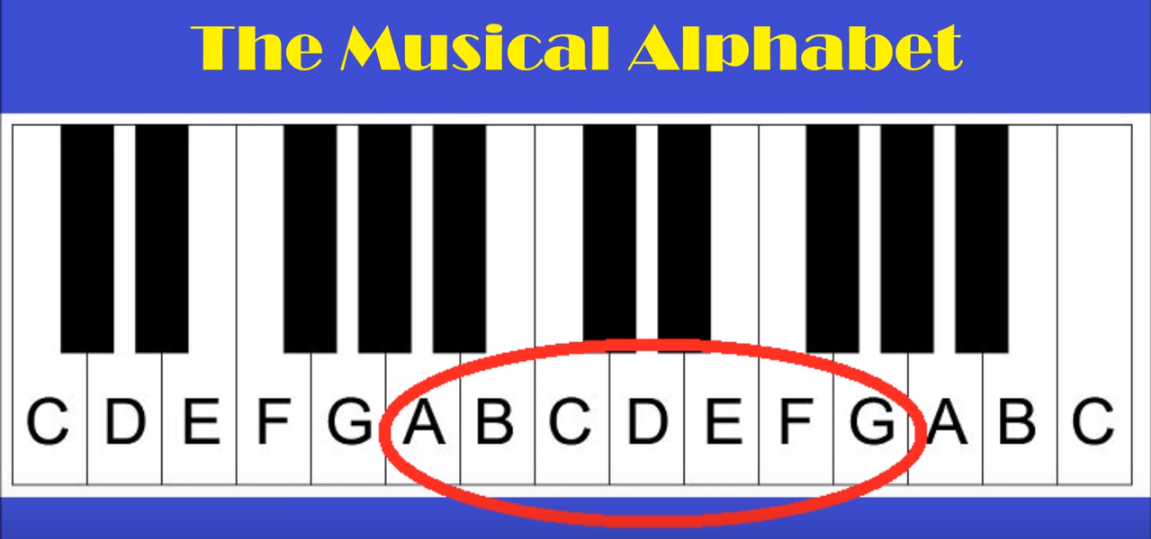 The Musical Alphabet
C D E F G A B C D E F G A B C